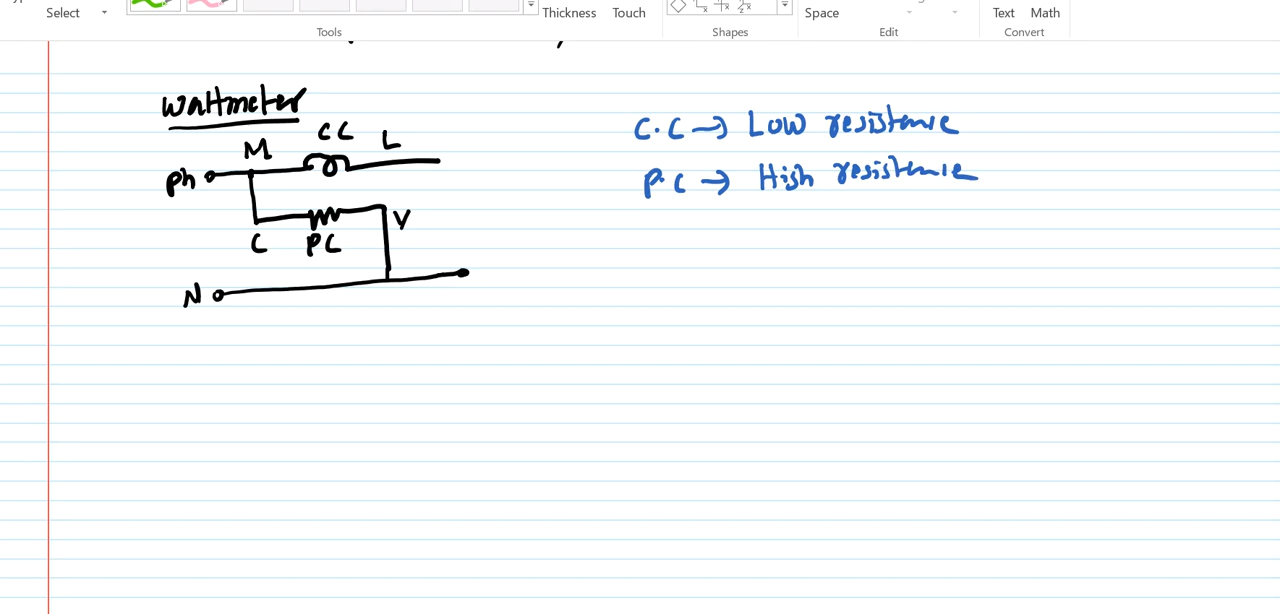 Select
Thickness Touch
Space
Text Math
Tools
Shapes
Edit
Convert
Wattmeter
CC
M
L
Ph
C
PC
V
N
C.C → Low resistance
P.C → High resistance